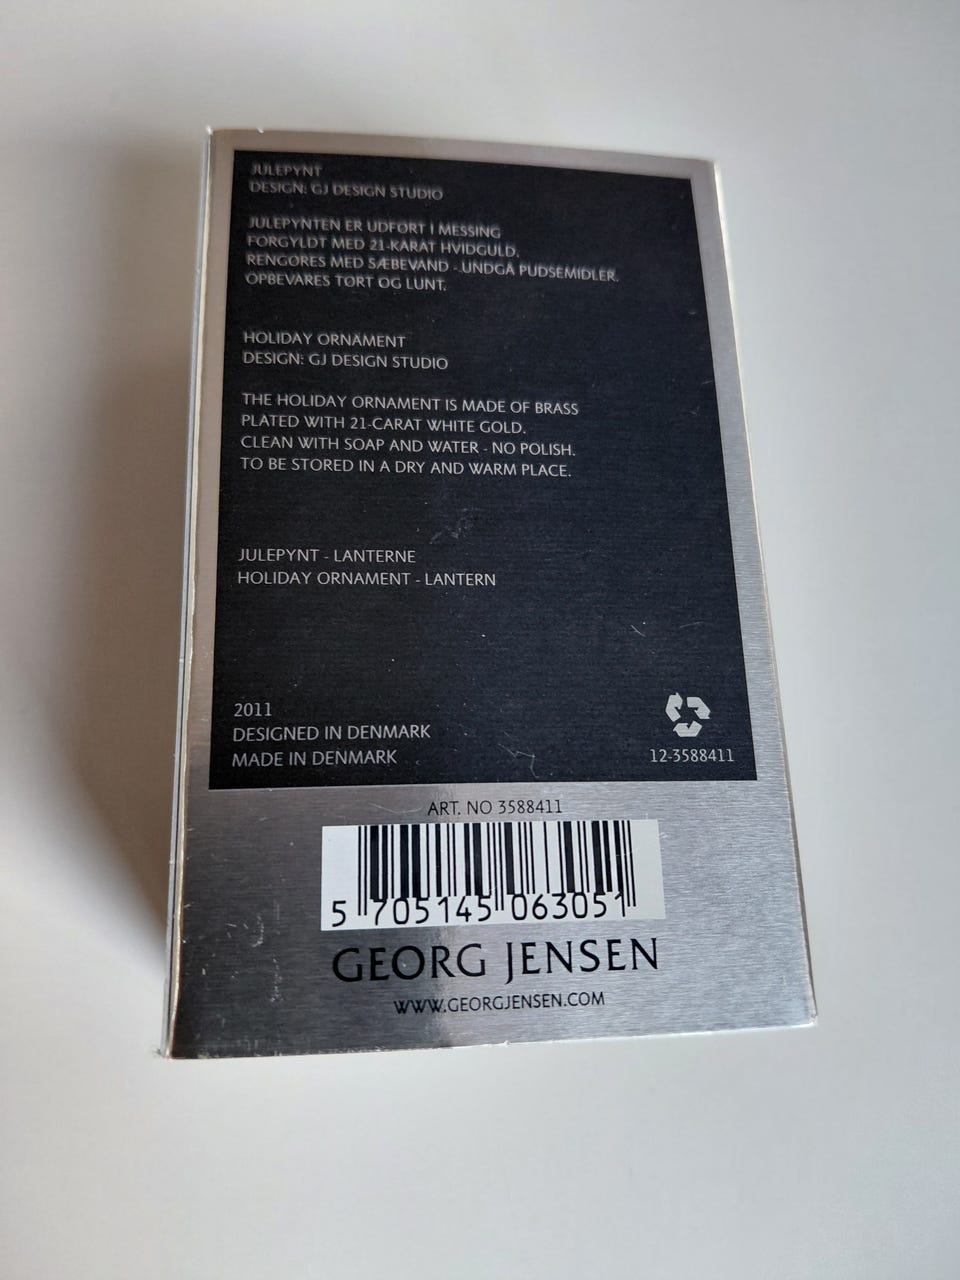 JULEPYNT
DESIGN: GJ DESIGN STUDIO
JULEPYNTEN ER UDFØRT I MESSING
FORGYLDT MED 21-KARAT HVIDGULD.
RENGØRES MED SÆBEVAND - UNDGÅ PUDSEMIDLER.
OPBEVARES TØRT OG LUNT.
HOLIDAY ORNAMENT
DESIGN: GJ DESIGN STUDIO
THE HOLIDAY ORNAMENT IS MADE OF BRASS
PLATED WITH 21-CARAT WHITE GOLD.
CLEAN WITH SOAP AND WATER - NO POLISH.
TO BE STORED IN A DRY AND WARM PLACE.
JULEPYNT - LANTERNE
HOLIDAY ORNAMENT - LANTERN
2011
DESIGNED IN DENMARK
MADE IN DENMARK
12-3588411
ART. NO 3588411
5 705145 063051
GEORG JENSEN
WWW.GEORGJENSEN.COM